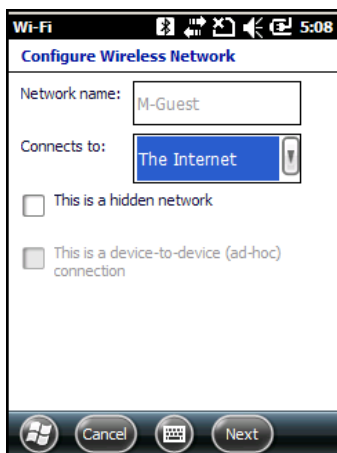 Wi-Fi 5:08
Configure Wireless Network
Network name: M-Guest
Connects to: The Internet
This is a hidden network
This is a device-to-device (ad-hoc)
connection
Cancel Next